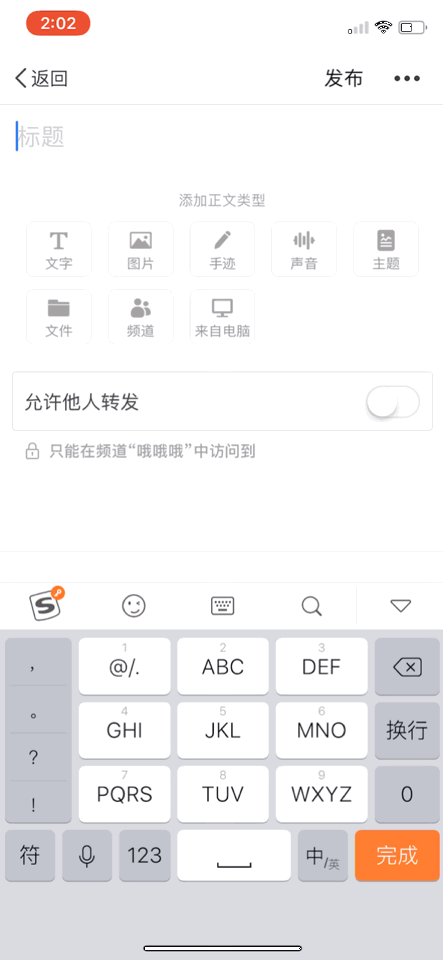 2:02
返回 发布
标题
添加正文类型
文字 图片 手迹 声音 主题
文件 频道 来自电脑
允许他人转发
只能在频道“哦哦哦”中访问到
S
， 1 @/. 2 ABC 3 DEF
。 4 GHI 5 JKL 6 MNO 换行
? 7 PQRS 8 TUV 9 WXYZ 0
!
符 123 中/英 完成